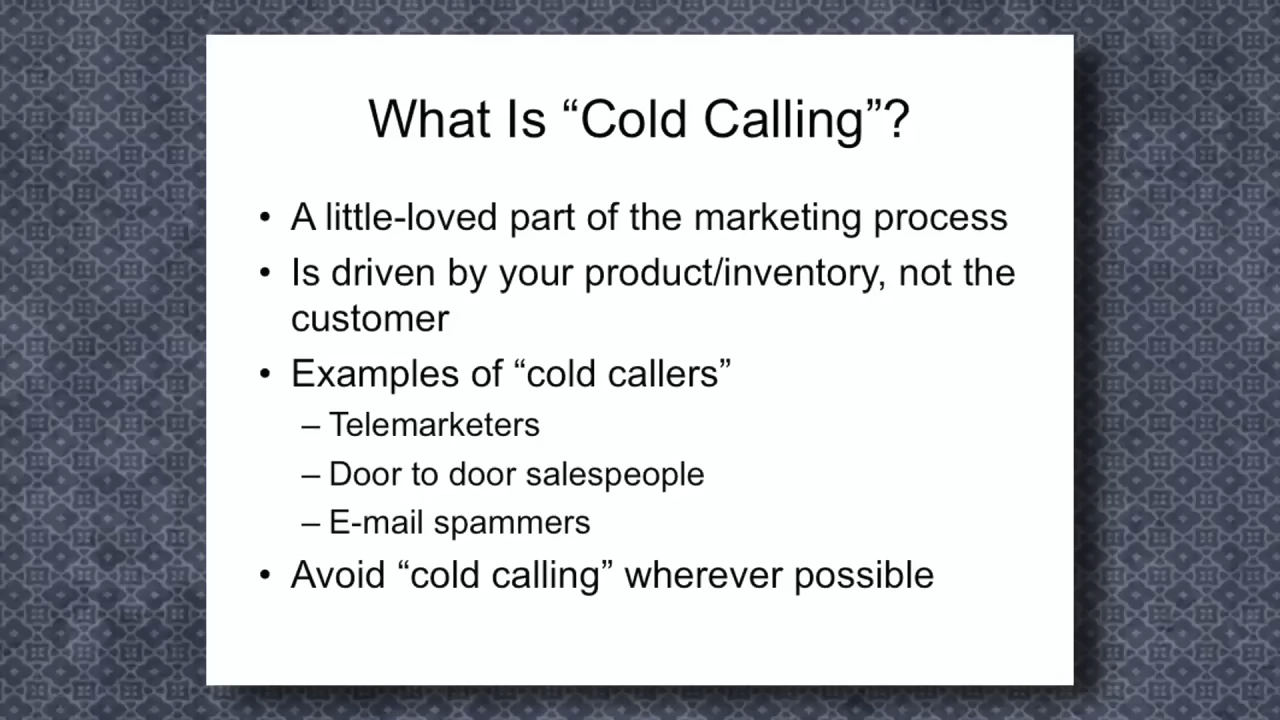 What Is “Cold Calling”?
• A little-loved part of the marketing process
• Is driven by your product/inventory, not the
customer
• Examples of “cold callers”
– Telemarketers
– Door to door salespeople
– E-mail spammers
• Avoid “cold calling” wherever possible